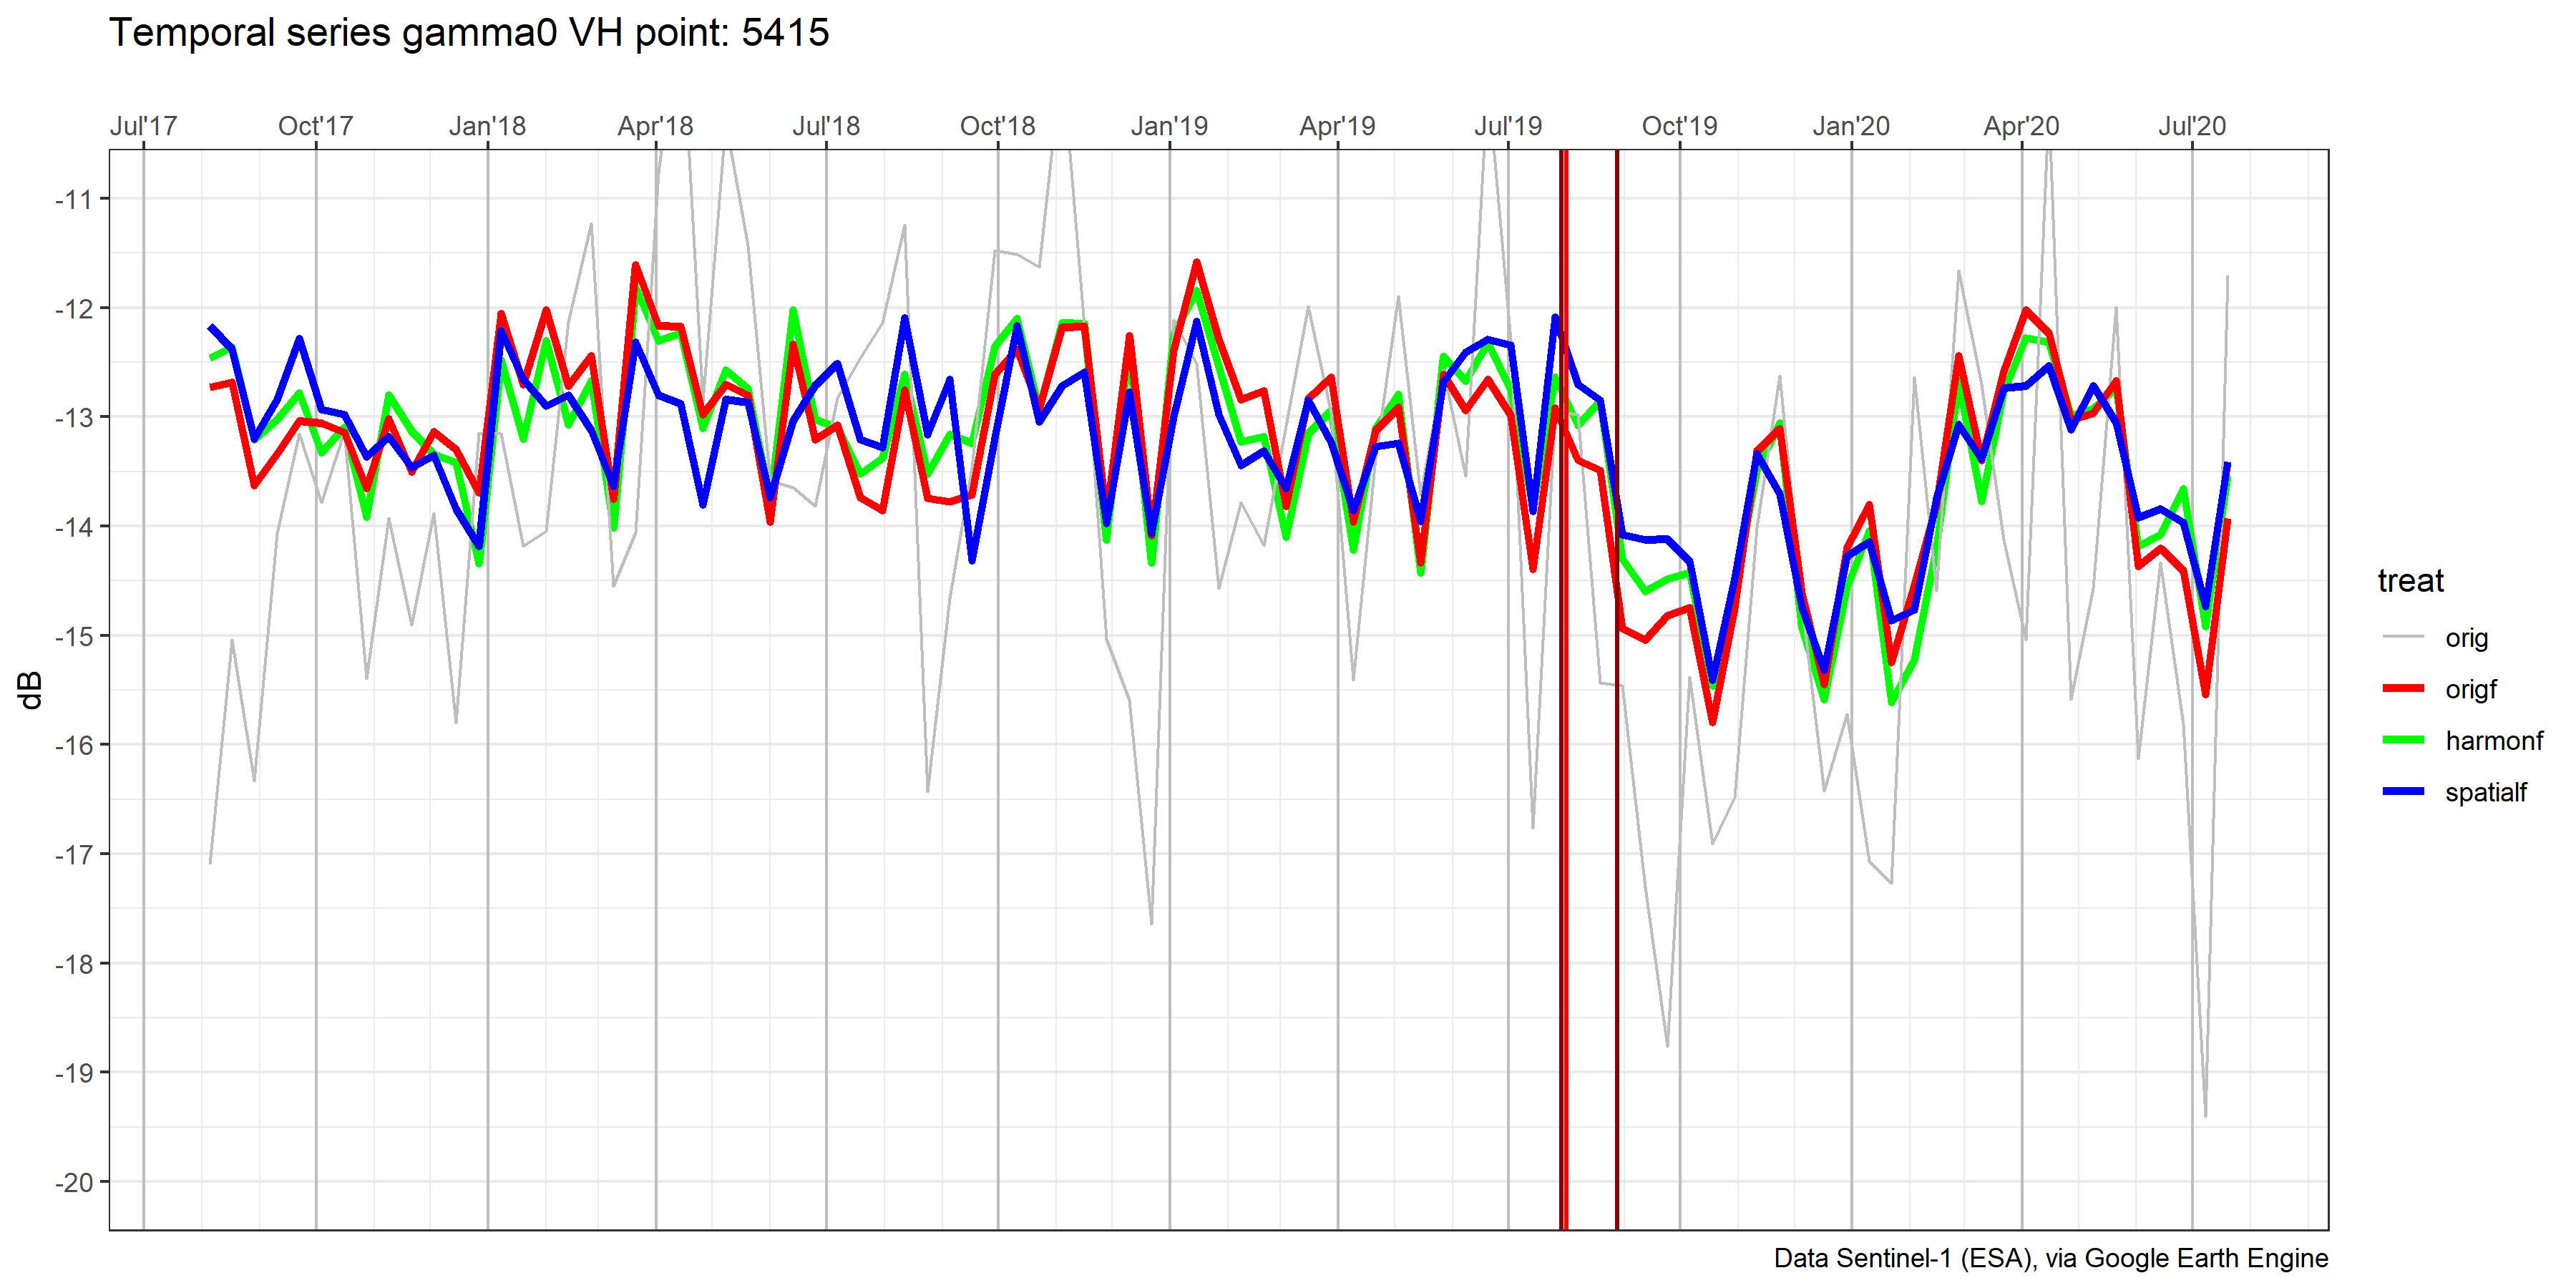 Temporal series gamma0 VH point: 5415
Jul'17 Oct'17 Jan'18 Apr'18 Jul'18 Oct'18 Jan'19 Apr'19 Jul'19 Oct'19 Jan'20 Apr'20 Jul'20
-11
-12
-13
-14
-15
-16
-17
-18
-19
-20
dB
treat
orig
origf
harmonf
spatialf
Data Sentinel-1 (ESA), via Google Earth Engine